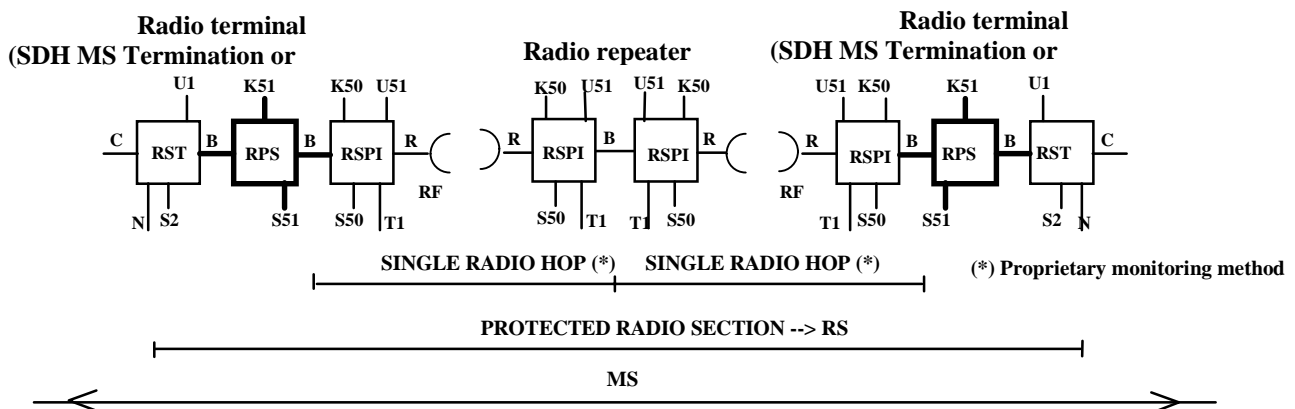 Radio terminal
(SDH MS Termination or
Radio repeater
Radio terminal
(SDH MS Termination or
U1 K51 K50 U51 K50 U51 U51 K50 U51 K50 K51 U1
C RST B RPS B RSPI R R RSPI B RSPI R R RSPI B RPS B RST C
RF RF
N S2 S51 S50 T1 S50 T1 T1 S50 T1 S50 S51 S2 N
SINGLE RADIO HOP (*) SINGLE RADIO HOP (*) (*) Proprietary monitoring method
PROTECTED RADIO SECTION --> RS
MS